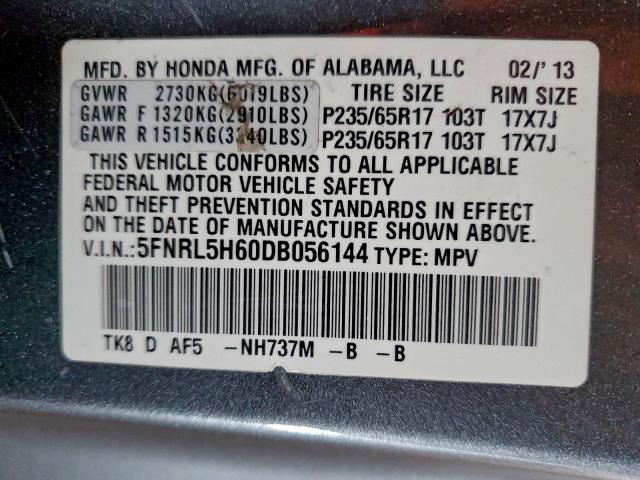 MFD. BY HONDA MFG. OF ALABAMA, LLC 02/' 13
GVWR 2730KG(6019LBS) TIRE SIZE RIM SIZE
GAWR F 1320KG(2910LBS) P235/65R17 103T 17X7J
GAWR R 1515KG(3340LBS) P235/65R17 103T 17X7J
THIS VEHICLE CONFORMS TO ALL APPLICABLE
FEDERAL MOTOR VEHICLE SAFETY
AND THEFT PREVENTION STANDARDS IN EFFECT
ON THE DATE OF MANUFACTURE SHOWN ABOVE.
V.I.N.:5FNRL5H60DB056144 TYPE: MPV
TK8 D AF5 -NH737M -B -B